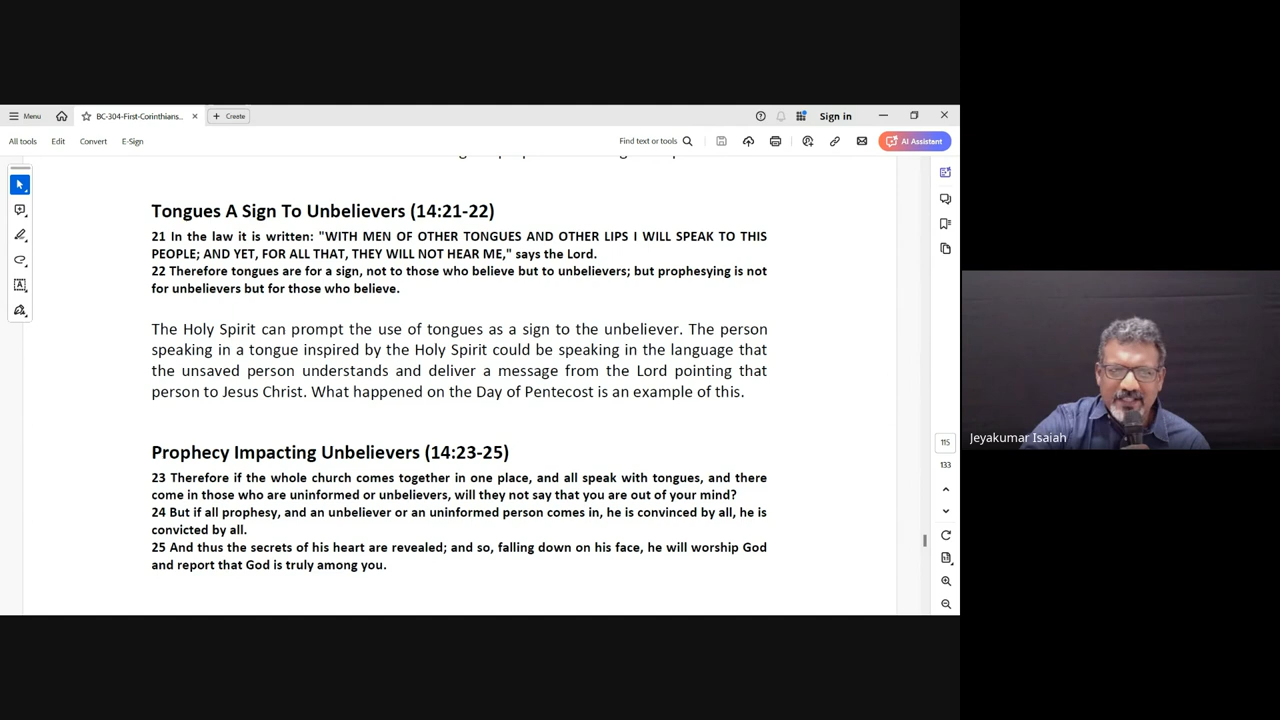 Menu
BC-304-First-Corinthians...
Create
Sign in
All tools
Edit
Convert
E-Sign
Find text or tools
AI Assistant
Tongues A Sign To Unbelievers (14:21-22)
21 In the law it is written: "WITH MEN OF OTHER TONGUES AND OTHER LIPS I WILL SPEAK TO THIS
PEOPLE; AND YET, FOR ALL THAT, THEY WILL NOT HEAR ME," says the Lord.
22 Therefore tongues are for a sign, not to those who believe but to unbelievers; but prophesying is not
for unbelievers but for those who believe.
The Holy Spirit can prompt the use of tongues as a sign to the unbeliever. The person
speaking in a tongue inspired by the Holy Spirit could be speaking in the language that
the unsaved person understands and deliver a message from the Lord pointing that
person to Jesus Christ. What happened on the Day of Pentecost is an example of this.
Prophecy Impacting Unbelievers (14:23-25)
23 Therefore if the whole church comes together in one place, and all speak with tongues, and there
come in those who are uninformed or unbelievers, will they not say that you are out of your mind?
24 But if all prophesy, and an unbeliever or an uninformed person comes in, he is convinced by all, he is
convicted by all.
25 And thus the secrets of his heart are revealed; and so, falling down on his face, he will worship God
and report that God is truly among you.
115
133
Jeyakumar Isaiah